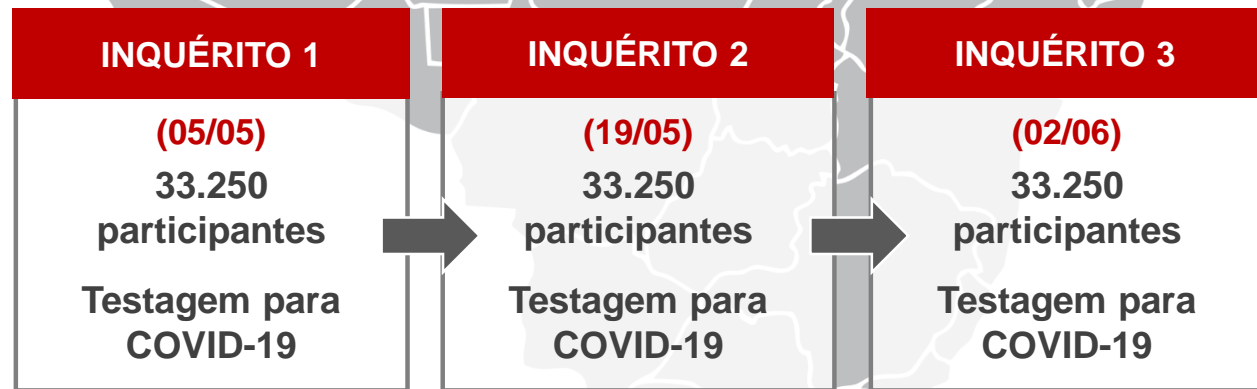 INQUÉRITO 1
(05/05)
33.250
participantes
Testagem para
COVID-19
INQUÉRITO 2
(19/05)
33.250
participantes
Testagem para
COVID-19
INQUÉRITO 3
(02/06)
33.250
participantes
Testagem para
COVID-19